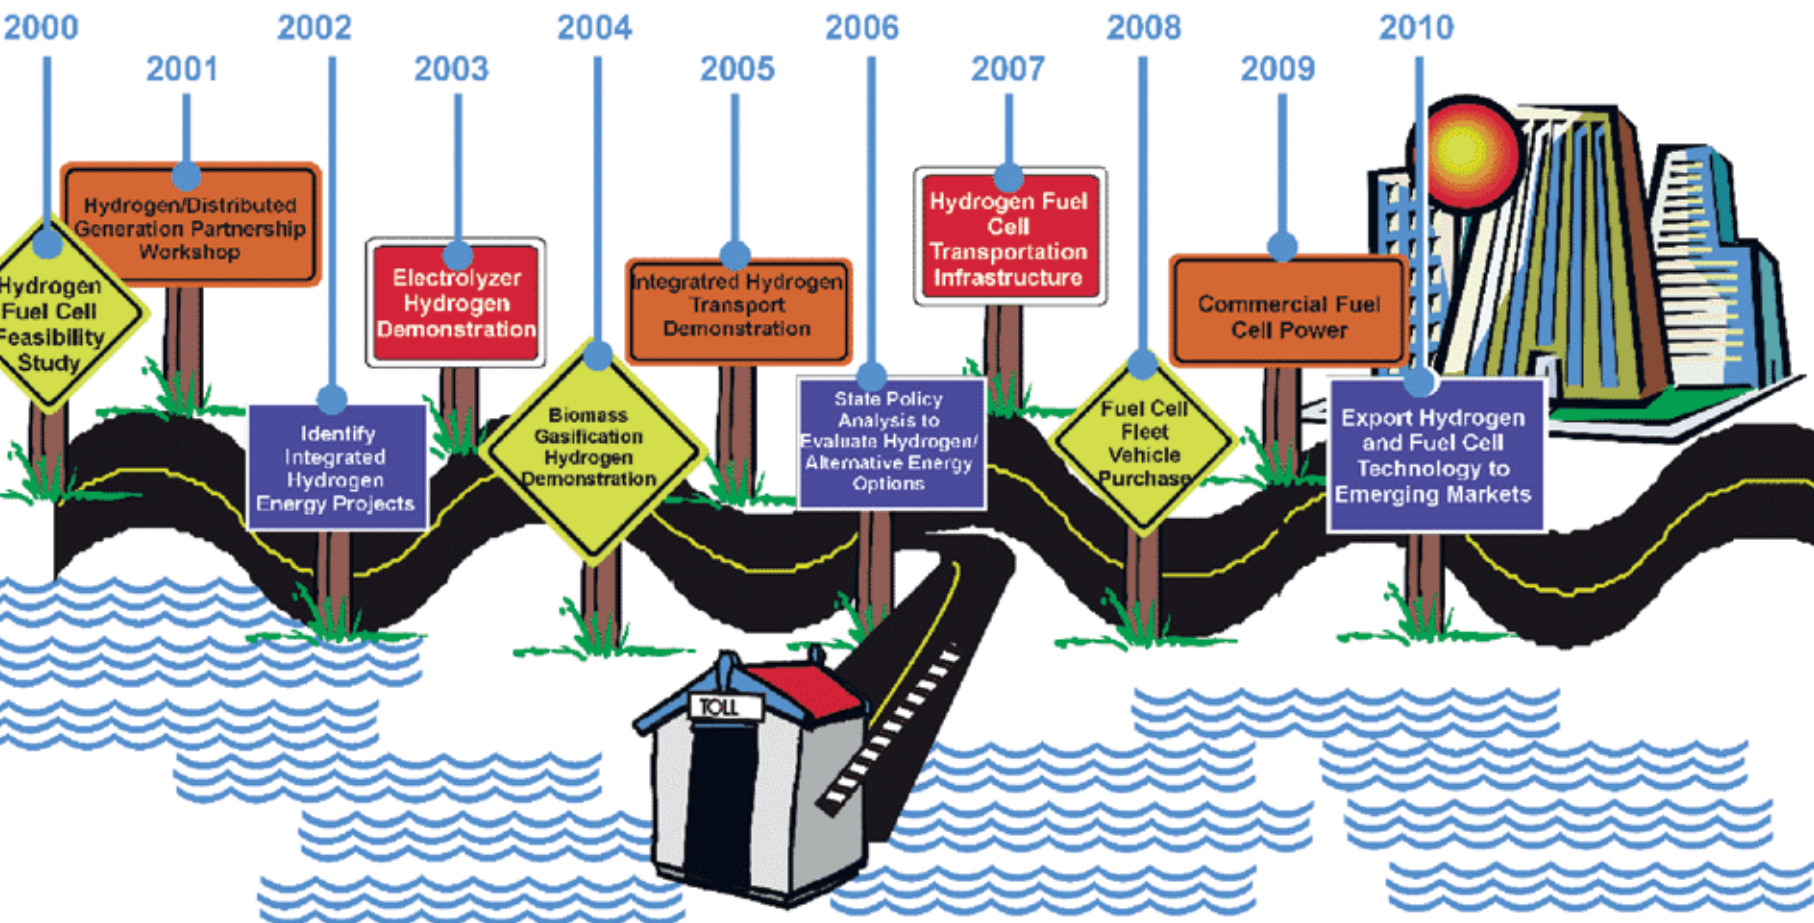 2000
2002
2004
2006
2008
2010
2001
2003
2005
2007
2009
Hydrogen
Fuel Cell
Feasibility
Study
Hydrogen/Distributed
Generation Partnership
Workshop
Identify
Integrated
Hydrogen
Energy Projects
Electrolyzer
Hydrogen
Demonstration
Biomass
Gasification
Hydrogen
Demonstration
Integratred Hydrogen
Transport
Demonstration
State Policy
Analysis to
Evaluate Hydrogen/
Alternative Energy
Options
Hydrogen Fuel
Cell
Transportation
Infrastructure
Fuel Cell
Fleet
Vehicle
Purchase
Commercial Fuel
Cell Power
Export Hydrogen
and Fuel Cell
Technology to
Emerging Markets
TOLL